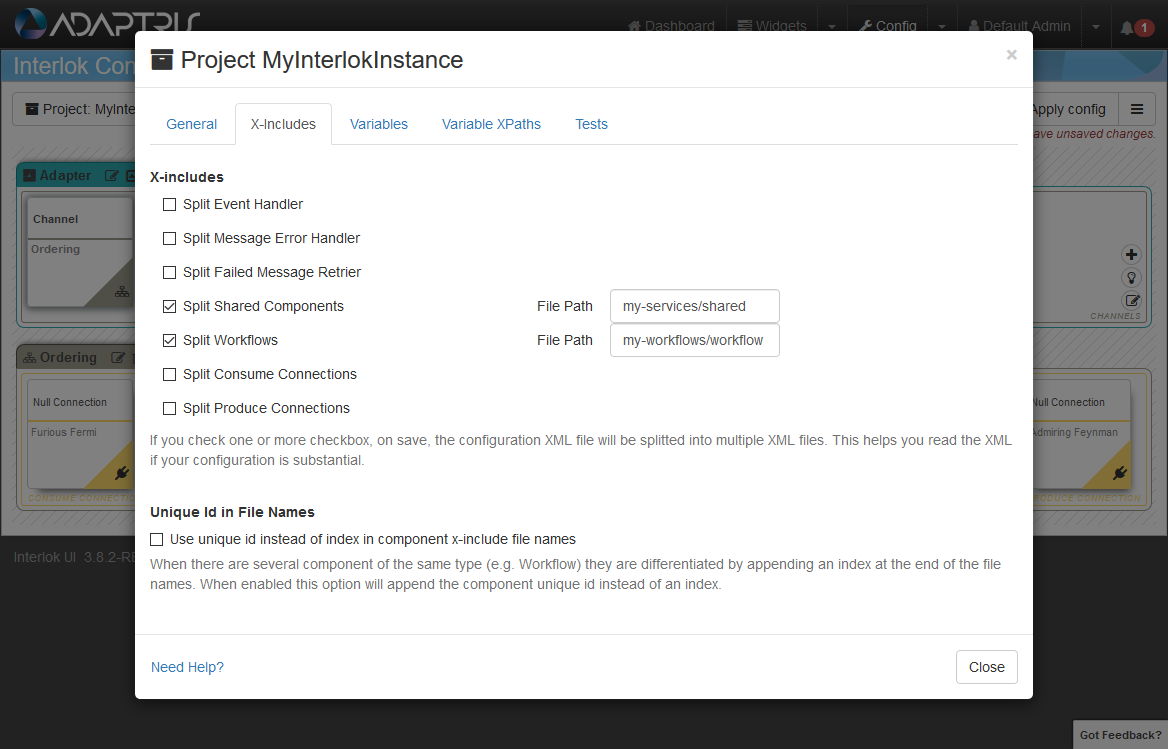 ADAPTRIS
Dashboard
Widgets
Config
Default Admin
1
Interlok Con
Project: MyInte
Apply config
ave unsaved changes.
Project MyInterlokInstance
×
General
X-Includes
Variables
Variable XPaths
Tests
X-includes
Split Event Handler
Split Message Error Handler
Split Failed Message Retrier
Split Shared Components
File Path
my-services/shared
Split Workflows
File Path
my-workflows/workflow
Split Consume Connections
Split Produce Connections
If you check one or more checkbox, on save, the configuration XML file will be splitted into multiple XML files. This helps you read the XML
if your configuration is substantial.
Unique Id in File Names
Use unique id instead of index in component x-include file names
When there are several component of the same type (e.g. Workflow) they are differentiated by appending an index at the end of the file
names. When enabled this option will append the component unique id instead of an index.
Need Help?
Close
Adapter
Channel
Ordering
CHANNELS
Ordering
Null Connection
Furious Fermi
CONSUME CONNECTIO
Null Connection
Admiring Feynman
RODUCE CONNECTION
Interlok UI 3.8.2-RE
Got Feedback?